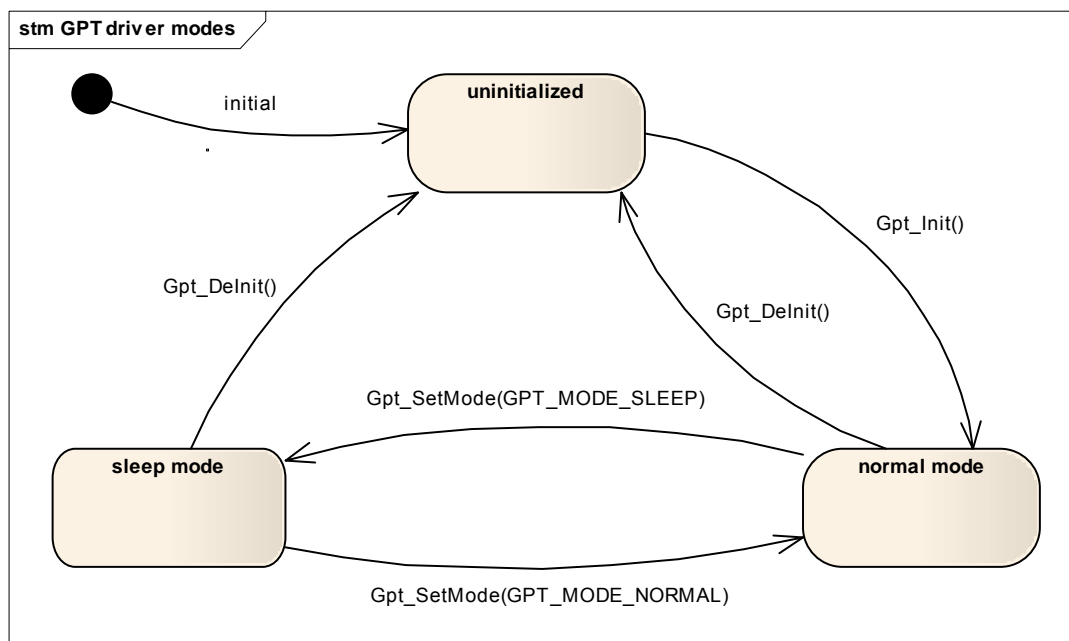 stm GPT driver modes
initial
uninitialized
Gpt_Init()
Gpt_DeInit()
Gpt_DeInit()
Gpt_SetMode(GPT_MODE_SLEEP)
sleep mode
normal mode
Gpt_SetMode(GPT_MODE_NORMAL)